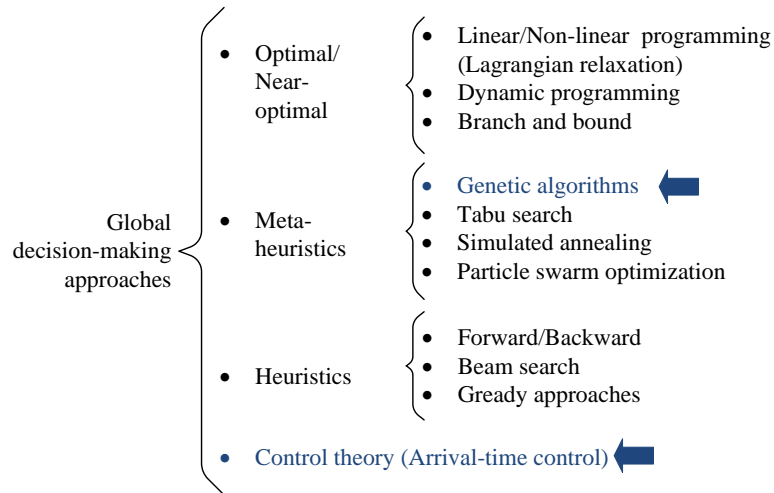 Global
decision-making
approaches
• Optimal/
Near-
optimal
• Linear/Non-linear programming
(Lagrangian relaxation)
• Dynamic programming
• Branch and bound
• Meta-
heuristics
• Genetic algorithms
• Tabu search
• Simulated annealing
• Particle swarm optimization
• Heuristics
• Forward/Backward
• Beam search
• Gready approaches
• Control theory (Arrival-time control)